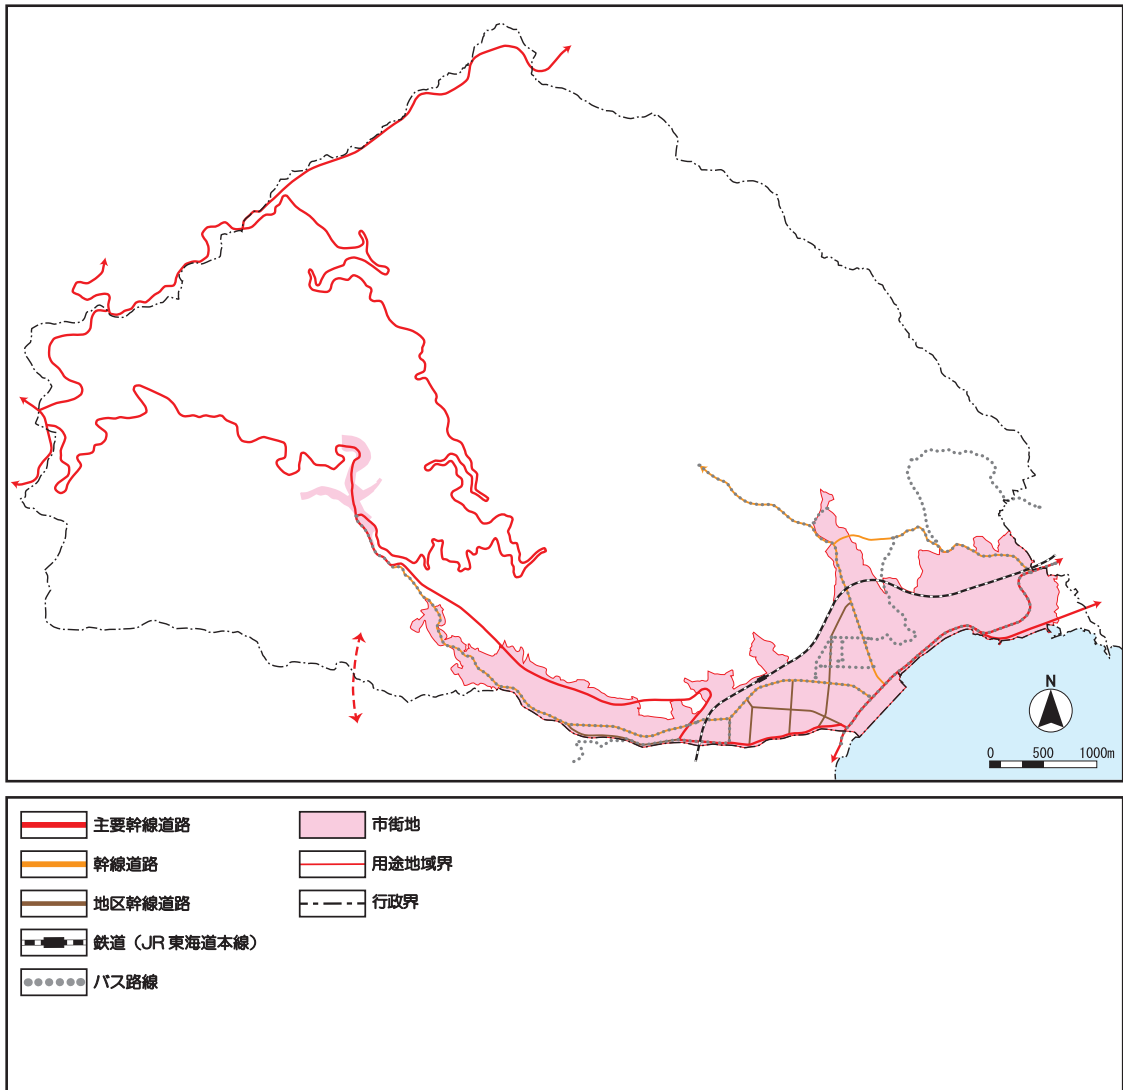 N
0 500 1000m
主要幹線道路
幹線道路
地区幹線道路
鉄道（JR 東海道本線）
バス路線
市街地
用途地域界
行政界